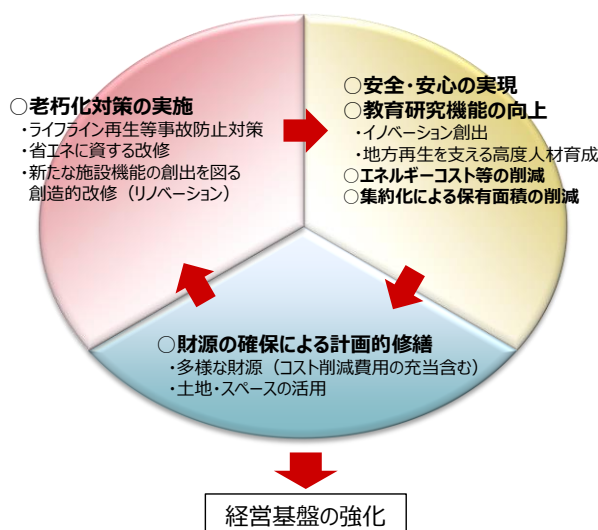 ○老朽化対策の実施
・ライフライン再生等事故防止対策
・省エネに資する改修
・新たな施設機能の創出を図る
創造的改修（リノベーション）
○安全・安心の実現
○教育研究機能の向上
・イノベーション創出
・地方再生を支える高度人材育成
○エネルギーコスト等の削減
○集約化による保有面積の削減
○財源の確保による計画的修繕
・多様な財源（コスト削減費用の充当含む）
・土地・スペースの活用
経営基盤の強化